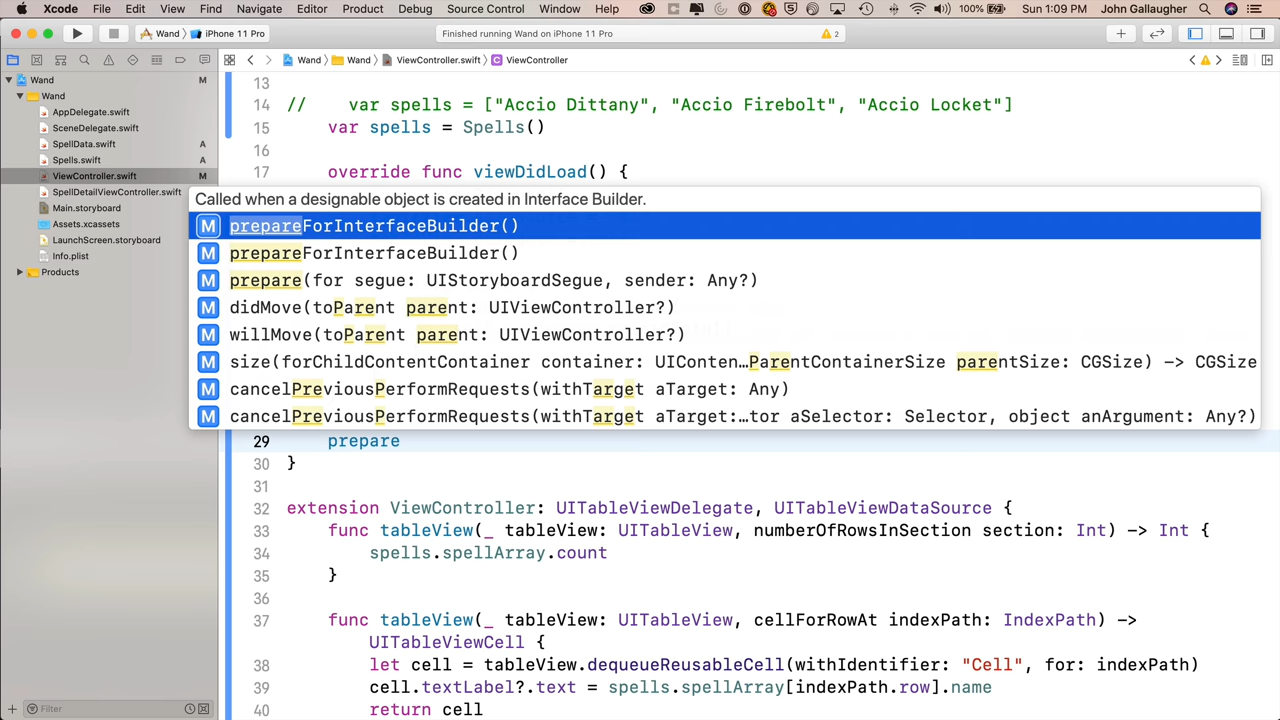 Xcode File Edit View Find Navigate Editor Product Debug Source Control Window Help 100% Sun 1:09 PM John Gallaugher
Wand iPhone 11 Pro Finished running Wand on iPhone 11 Pro 2
Wand Wand ViewController.swift ViewController
Wand M
Wand
AppDelegate.swift
SceneDelegate.swift
SpellData.swift A
Spells.swift A
ViewController.swift M
SpellDetailViewController.swift
Main.storyboard
Assets.xcassets
LaunchScreen.storyboard
Info.plist
Products
Filter
13
14 // var spells = ["Accio Dittany", "Accio Firebolt", "Accio Locket"]
15 var spells = Spells()
16
17 override func viewDidLoad() {
Called when a designable object is created in Interface Builder.
M prepareForInterfaceBuilder()
M prepareForInterfaceBuilder()
M prepare(for segue: UIStoryboardSegue, sender: Any?)
M didMove(toParent parent: UIViewController?)
M willMove(toParent parent: UIViewController?)
M size(forChildContentContainer container: UIConten…ParentContainerSize parentSize: CGSize) -> CGSize
M cancelPreviousPerformRequests(withTarget aTarget: Any)
M cancelPreviousPerformRequests(withTarget aTarget:…tor aSelector: Selector, object anArgument: Any?)
29 prepare
30 }
31
32 extension ViewController: UITableViewDelegate, UITableViewDataSource {
33 func tableView(_ tableView: UITableView, numberOfRowsInSection section: Int) -> Int {
34 spells.spellArray.count
35 }
36
37 func tableView(_ tableView: UITableView, cellForRowAt indexPath: IndexPath) ->
UITableViewCell {
38 let cell = tableView.dequeueReusableCell(withIdentifier: "Cell", for: indexPath)
39 cell.textLabel?.text = spells.spellArray[indexPath.row].name
40 return cell